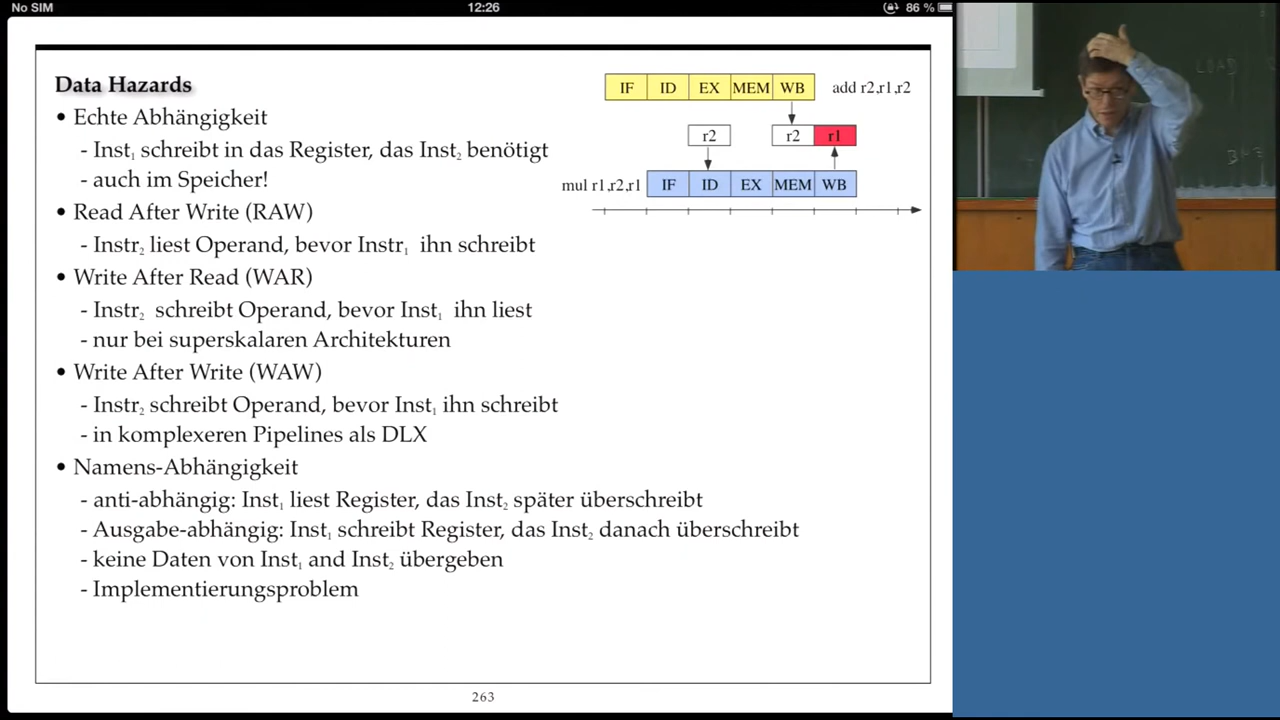 No SIM
12:26
86 %
Data Hazards
• Echte Abhängigkeit
- Inst₁ schreibt in das Register, das Inst₂ benötigt
- auch im Speicher!
• Read After Write (RAW)
- Instr₂ liest Operand, bevor Instr₁ ihn schreibt
• Write After Read (WAR)
- Instr₂ schreibt Operand, bevor Inst₁ ihn liest
- nur bei superskalaren Architekturen
• Write After Write (WAW)
- Instr₂ schreibt Operand, bevor Inst₁ ihn schreibt
- in komplexeren Pipelines als DLX
• Namens-Abhängigkeit
- anti-abhängig: Inst₁ liest Register, das Inst₂ später überschreibt
- Ausgabe-abhängig: Inst₁ schreibt Register, das Inst₂ danach überschreibt
- keine Daten von Inst₁ and Inst₂ übergeben
- Implementierungsproblem
IF ID EX MEM WB add r2,r1,r2
r2 r2 r1
mul r1,r2,r1 IF ID EX MEM WB
263
LOAD